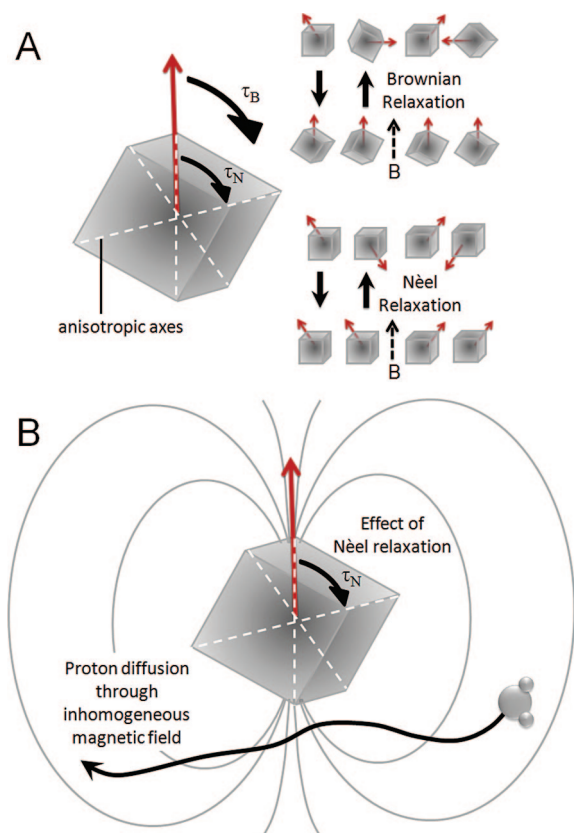 A
τB
τN
anisotropic axes
Brownian
Relaxation
B
Nèel
Relaxation
B
B
Effect of
Nèel relaxation
τN
Proton diffusion
through
inhomogeneous
magnetic field